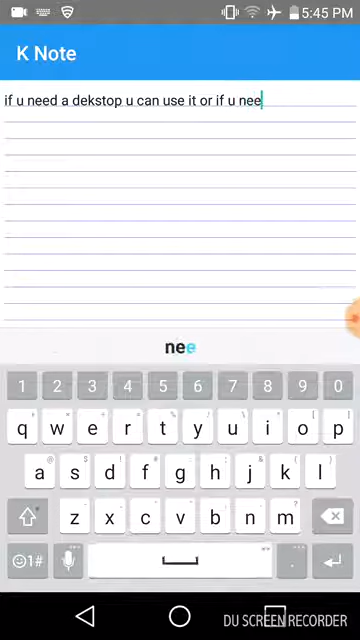 5:45 PM
K Note
if u need a dekstop u can use it or if u nee
nee
1 2 3 4 5 6 7 8 9 0
q w e r t y u i o p
a s d f g h j k l
z x c v b n m
☺1# .
DU SCREEN RECORDER